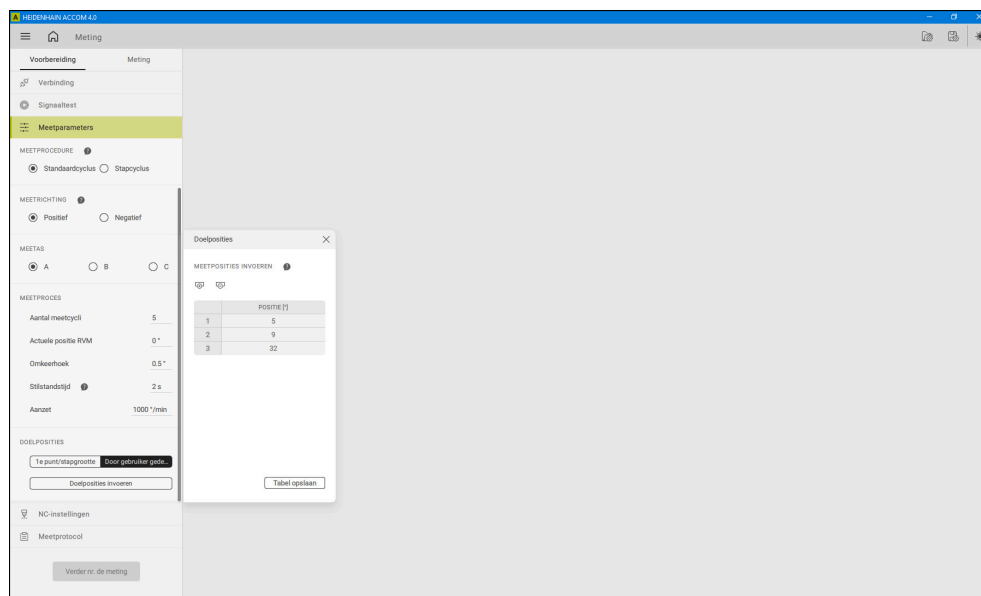 HEIDENHAIN ACCOM 4.0
Meting
Voorbereiding Meting
Verbinding
Signaaltest
Meetparameters
MEETPROCEDURE ?
Standaardcyclus Stapcyclus
MEETRICHTING ?
Positief Negatief
MEETAS
A B C
MEETPROCES
Aantal meetcycli 5
Actuele positie RVM 0 °
Omkeerhoek 0.5 °
Stilstandstijd ? 2 s
Aanzet 1000 °/min
DOELPOSITIES
1e punt/stapgrootte Door gebruiker gede...
Doelposities invoeren
NC-instellingen
Meetprotocol
Verder nr. de meting
Doelposities
MEETPOSITIES INVOEREN ?
POSITIE [°]
1 5
2 9
3 32
Tabel opslaan